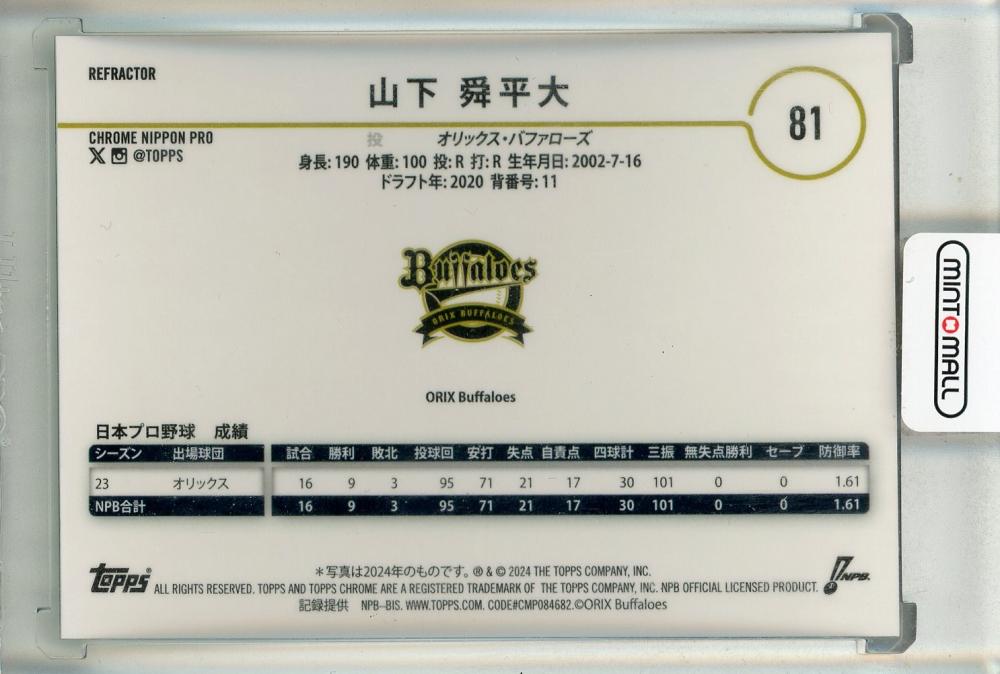 REFRACTOR
山下 舜平大
81
CHROME NIPPON PRO
@TOPPS
投 オリックス・バファローズ
身長: 190 体重: 100 投: R 打: R 生年月日: 2002-7-16
ドラフト年: 2020 背番号: 11
Buffaloes
ORIX BUFFALOES
ORIX Buffaloes
MINT MALL
日本プロ野球 成績
シーズン 出場球団 試合 勝利 敗北 投球回 安打 失点 自責点 四球計 三振 無失点勝利 セーブ 防御率
23 オリックス 16 9 3 95 71 21 17 30 101 0 0 1.61
NPB合計 16 9 3 95 71 21 17 30 101 0 0 1.61
topps
＊写真は2024年のものです。 ® & © 2024 THE TOPPS COMPANY, INC.
ALL RIGHTS RESERVED. TOPPS AND TOPPS CHROME ARE A REGISTERED TRADEMARK OF THE TOPPS COMPANY, INC. NPB OFFICIAL LICENSED PRODUCT.
記録提供 NPB-BIS. WWW.TOPPS.COM. CODE#CMP084682.©ORIX Buffaloes
NPB.